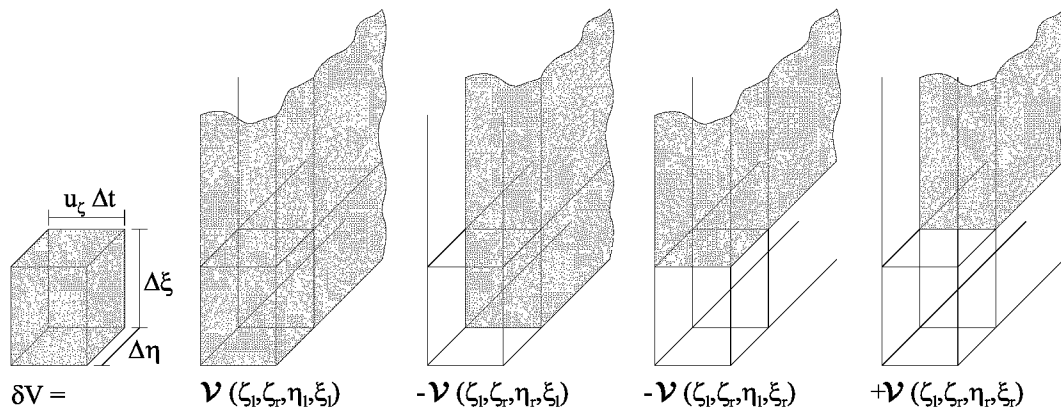 u_ζ Δt
Δξ
Δη
δV = 𝒱 (ζ_l,ζ_r,η_l,ξ_l) -𝒱 (ζ_l,ζ_r,η_r,ξ_l) -𝒱 (ζ_l,ζ_r,η_l,ξ_r) +𝒱 (ζ_l,ζ_r,η_r,ξ_r)